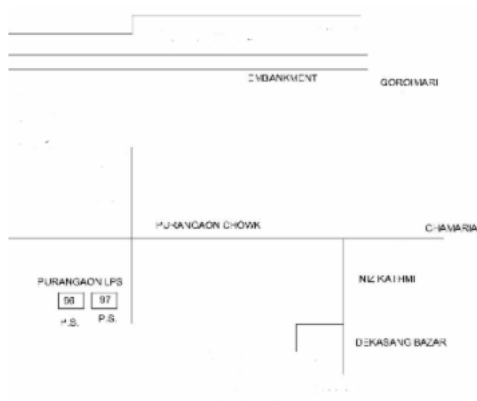 EMBANKMENT
GOROIMARI
PURANGAON CHOWK
CHAMARIA
PURANGAON LPS
96 97
P.S. P.S.
NIZ KATHMI
DEKASANG BAZAR